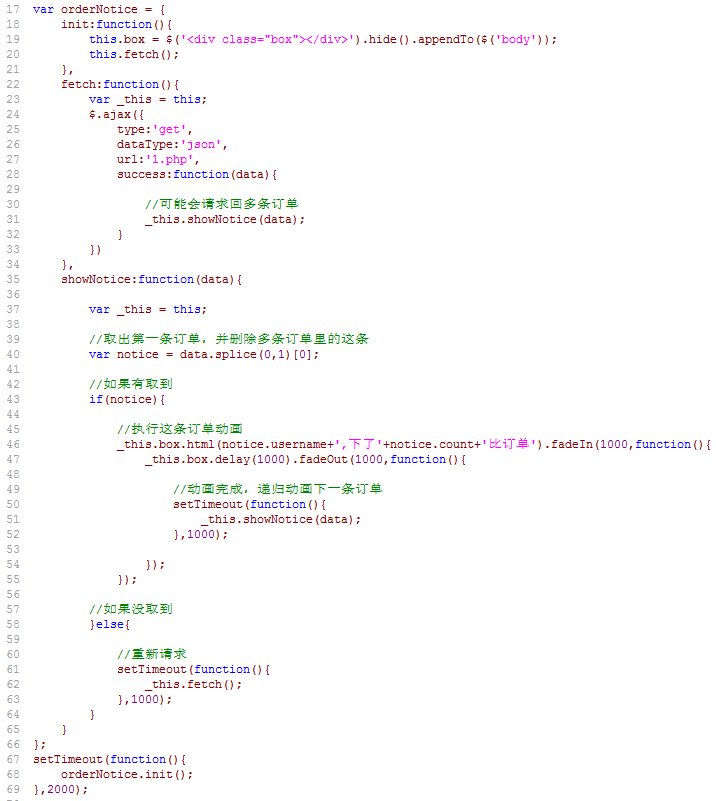 17 var orderNotice = {
18     init:function(){
19         this.box = $('<div class="box"></div>').hide().appendTo($('body'));
20         this.fetch();
21     },
22     fetch:function(){
23         var _this = this;
24         $.ajax({
25             type:'get',
26             dataType:'json',
27             url:'1.php',
28             success:function(data){
29
30                 //可能会请求回多条订单
31                 _this.showNotice(data);
32             }
33         })
34     },
35     showNotice:function(data){
36
37         var _this = this;
38
39         //取出第一条订单，并删除多条订单里的这条
40         var notice = data.splice(0,1)[0];
41
42         //如果有取到
43         if(notice){
44
45             //执行这条订单动画
46             _this.box.html(notice.username+',下了'+notice.count+'比订单').fadeIn(1000,function(){
47                 _this.box.delay(1000).fadeOut(1000,function(){
48
49                     //动画完成，递归动画下一条订单
50                     setTimeout(function(){
51                         _this.showNotice(data);
52                     },1000);
53
54                 });
55             });
56
57         //如果没取到
58         }else{
59
60             //重新请求
61             setTimeout(function(){
62                 _this.fetch();
63             },1000);
64         }
65     }
66 };
67 setTimeout(function(){
68     orderNotice.init();
69 },2000);